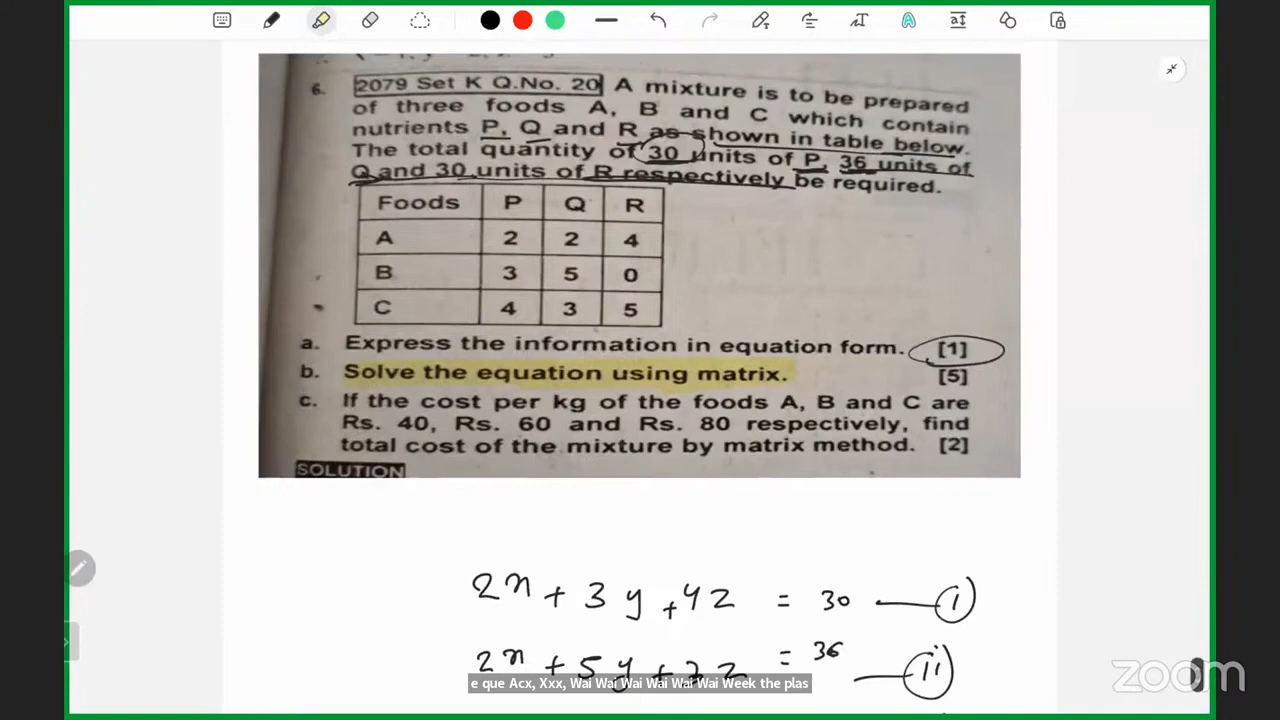 6. 2079 Set K Q.No. 20 A mixture is to be prepared
of three foods A, B and C which contain
nutrients P, Q and R as shown in table below.
The total quantity of 30 units of P, 36 units of
Q and 30 units of R respectively be required.
Foods P Q R
A 2 2 4
B 3 5 0
C 4 3 5
a. Express the information in equation form. [1]
b. Solve the equation using matrix. [5]
c. If the cost per kg of the foods A, B and C are
Rs. 40, Rs. 60 and Rs. 80 respectively, find
total cost of the mixture by matrix method. [2]
SOLUTION
2x + 3y + 4z = 30 — i
2x + 5y + 3z = 36 — ii
e que Acx, Xxx, Wai Wai Wai Wai Wai Wai Week the plas
zoom